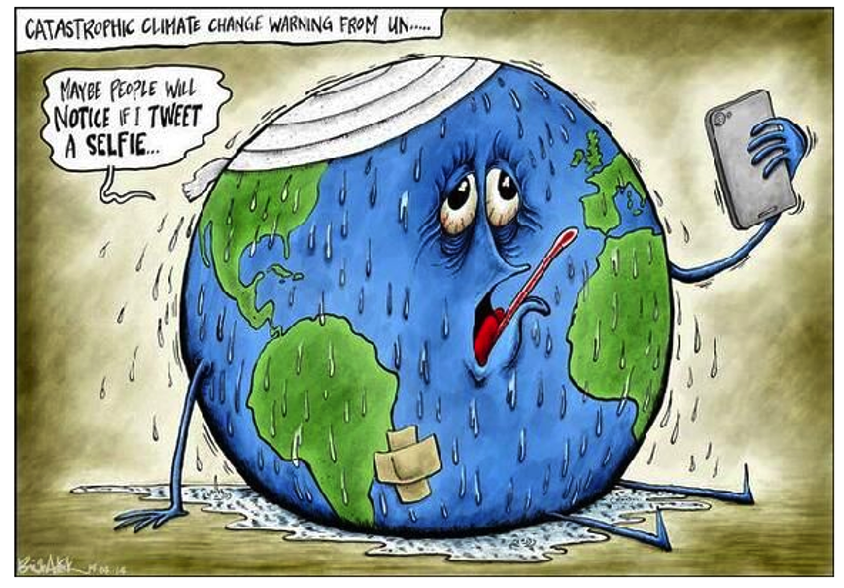 CATASTROPHIC CLIMATE CHANGE WARNING FROM UN.....
MAYBE PEOPLE WILL
NOTICE IF I TWEET
A SELFIE...